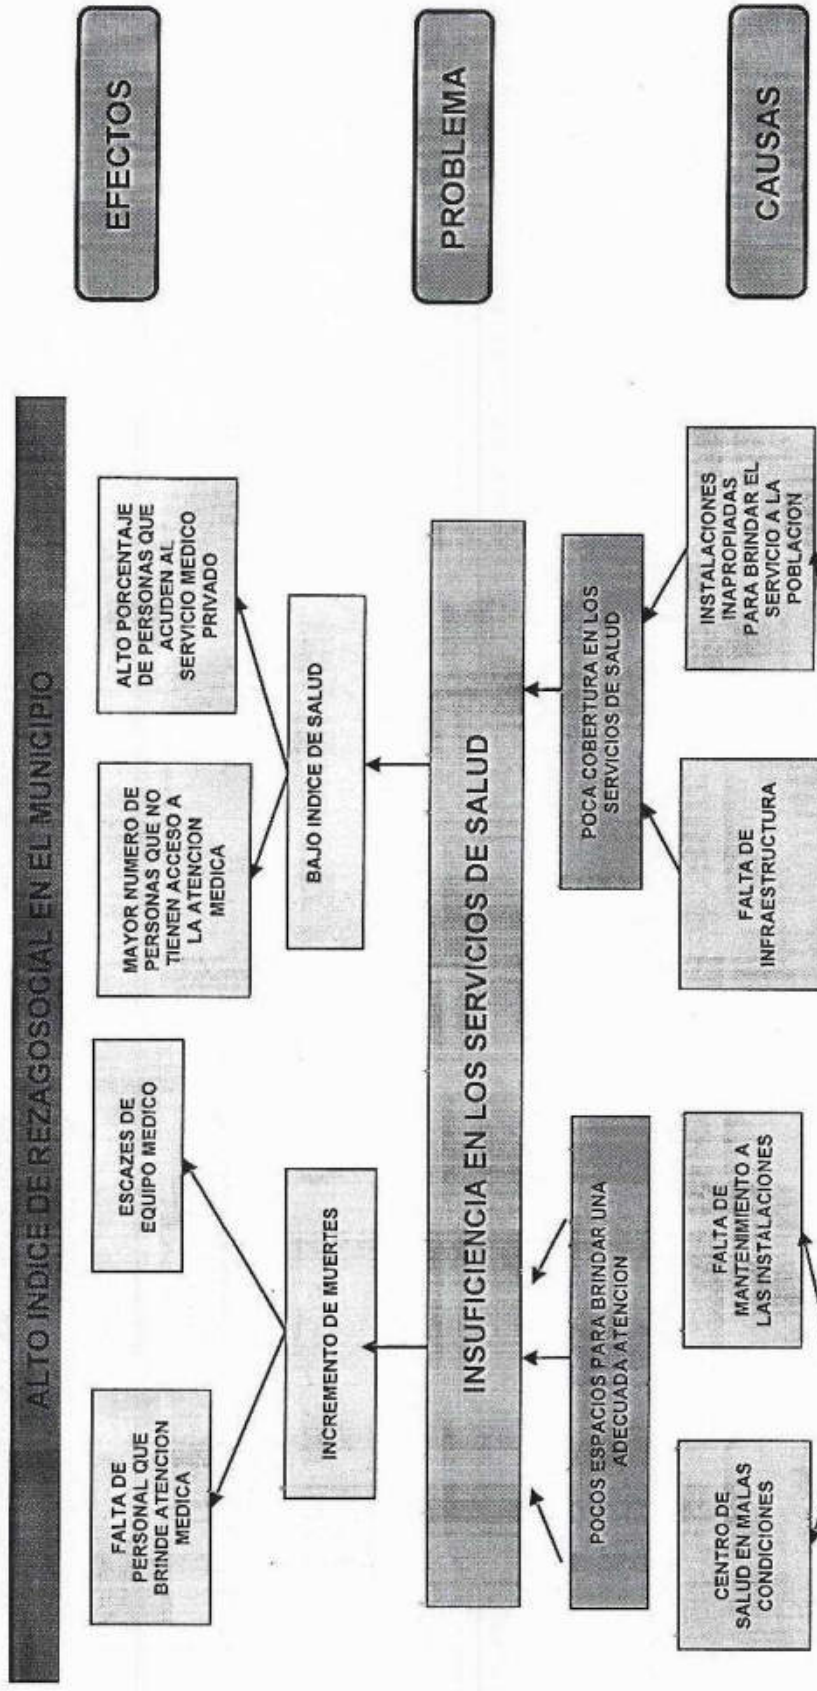 ALTO INDICE DE REZAGOSOCIAL EN EL MUNICIPIO
EFECTOS
FALTA DE
PERSONAL QUE
BRINDE ATENCION
MEDICA
ESCAZES DE
EQUIPO MEDICO
MAYOR NUMERO DE
PERSONAS QUE NO
TIENEN ACCESO A
LA ATENCION
MEDICA
ALTO PORCENTAJE
DE PERSONAS QUE
ACUDEN AL
SERVICIO MEDICO
PRIVADO
INCREMENTO DE MUERTES
BAJO INDICE DE SALUD
INSUFICIENCIA EN LOS SERVICIOS DE SALUD
PROBLEMA
POCOS ESPACIOS PARA BRINDAR UNA
ADECUADA ATENCION
POCA COBERTURA EN LOS
SERVICIOS DE SALUD
CENTRO DE
SALUD EN MALAS
CONDICIONES
FALTA DE
MANTENIMIENTO A
LAS INSTALACIONES
FALTA DE
INFRAESTRUCTURA
INSTALACIONES
INAPROPIADAS
PARA BRINDAR EL
SERVICIO A LA
POBLACION
CAUSAS